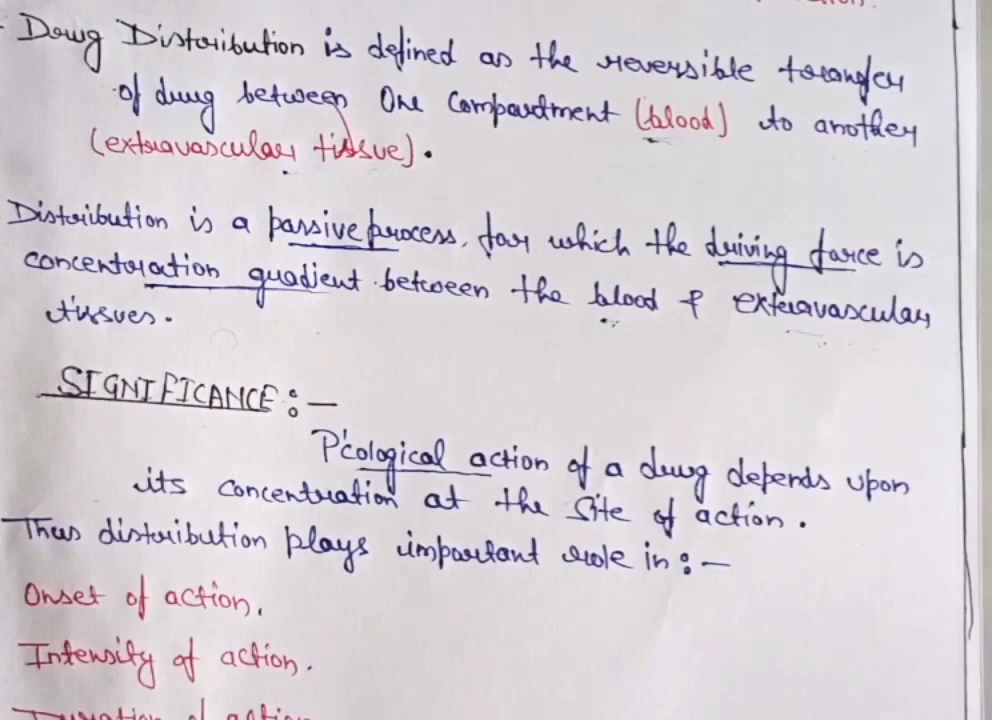 Drug Distribution is defined as the reversible transfer
of drug between One Compartment (blood) to another
(extravascular tissue).
Distribution is a passive process, for which the driving force is
concentration gradient between the blood & extravascular
tissues.
SIGNIFICANCE :-
P'cological action of a drug depends upon
its concentration at the site of action.
Thus distribution plays important role in :-
Onset of action.
Intensity of action.
Duration of action